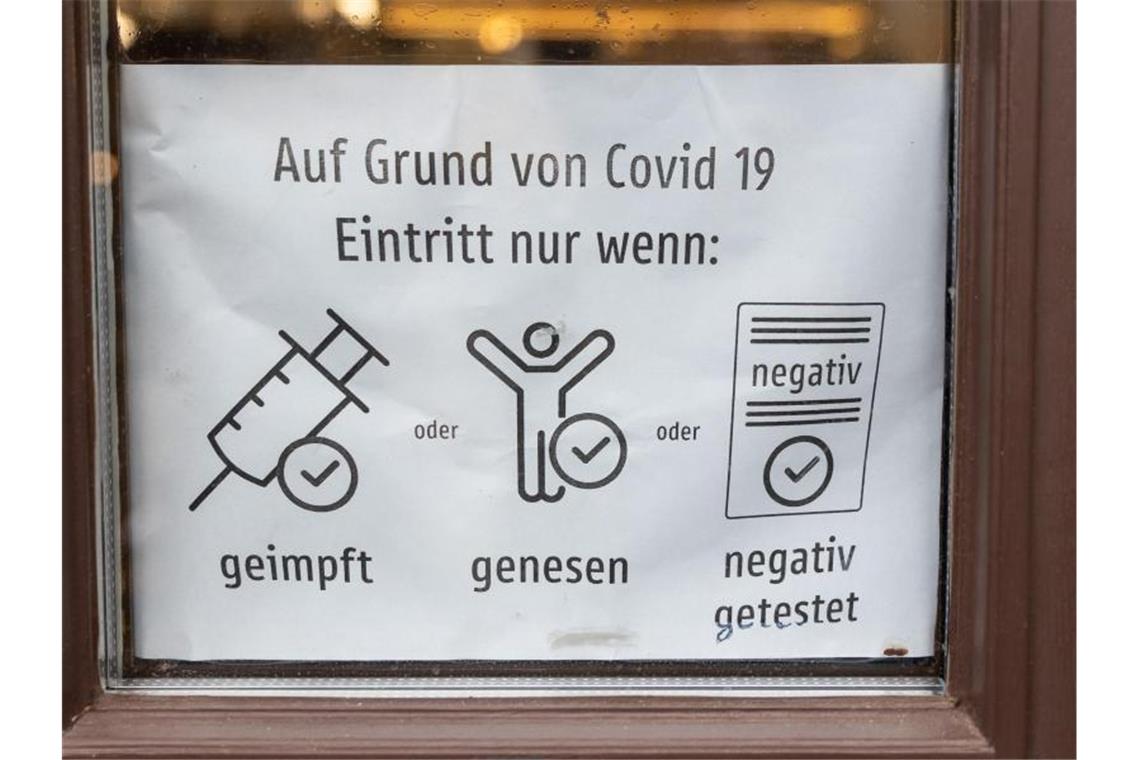 Auf Grund von Covid 19
Eintritt nur wenn:
negativ
oder
oder
geimpft
genesen
negativ
getestet